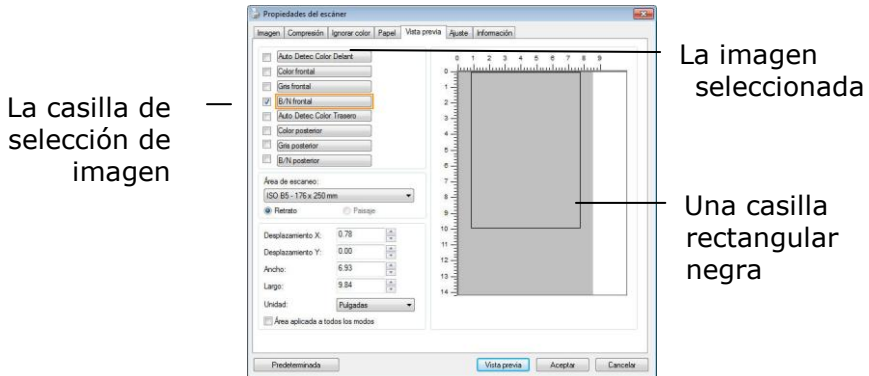 Propiedades del escáner
Imagen Compresión Ignorar color Papel Vista previa Ajuste Información
Auto Detec Color Delant
Color frontal
Gris frontal
B/N frontal
Auto Detec Color Trasero
Color posterior
Gris posterior
B/N posterior
Área de escaneo:
ISO B5 - 176 x 250 mm
Retrato Paisaje
Desplazamiento X: 0.78
Desplazamiento Y: 0.00
Ancho: 6.93
Largo: 9.84
Unidad: Pulgadas
Área aplicada a todos los modos
0 1 2 3 4 5 6 7 8 9
0
1
2
3
4
5
6
7
8
9
10
11
12
13
14
Predeterminada Vista previa Aceptar Cancelar
La casilla de
selección de
imagen
La imagen
seleccionada
Una casilla
rectangular
negra